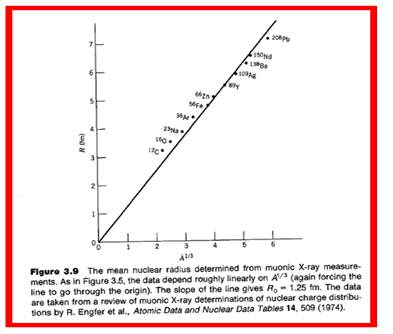 7
6
5
4
3
2
1
0
R (fm)
208Pb
150Nd
138Ba
109Ag
89Y
66Zn
56Fe
36Ar
23Na
16O
12C
0 1 2 3 4 5 6
A1/3
Figure 3.9 The mean nuclear radius determined from muonic X-ray measure-
ments. As in Figure 3.5, the data depend roughly linearly on A1/3 (again forcing the
line to go through the origin). The slope of the line gives R0 = 1.25 fm. The data
are taken from a review of muonic X-ray determinations of nuclear charge distribu-
tions by R. Engfer et al., Atomic Data and Nuclear Data Tables 14, 509 (1974).